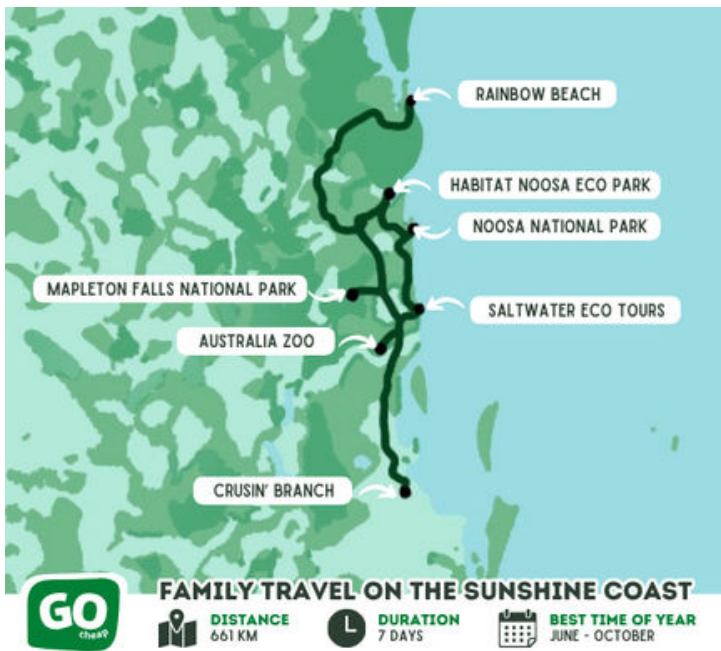 RAINBOW BEACH
HABITAT NOOSA ECO PARK
NOOSA NATIONAL PARK
MAPLETON FALLS NATIONAL PARK
SALTWATER ECO TOURS
AUSTRALIA ZOO
CRUSIN' BRANCH
GO
cheap
FAMILY TRAVEL ON THE SUNSHINE COAST
DISTANCE
661 KM
DURATION
7 DAYS
BEST TIME OF YEAR
JUNE - OCTOBER